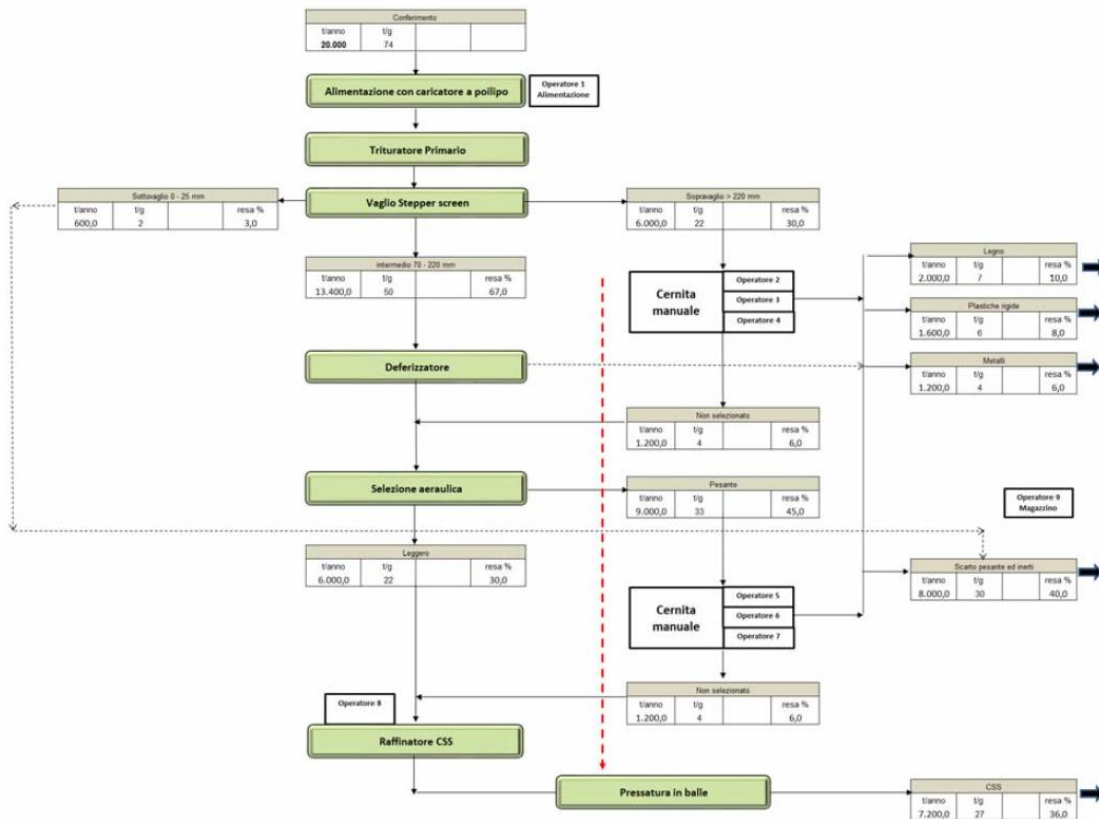 Conferimento
t/anno t/g
20.000 74
Alimentazione con caricatore a poilipo
Operatore 1
Alimentazione
Trituratore Primario
Sottovaglio 0 - 25 mm
t/anno t/g resa %
600,0 2 3,0
Vaglio Stepper screen
Sopravaglio > 220 mm
t/anno t/g resa %
6.000,0 22 30,0
intermedio 70 - 220 mm
t/anno t/g resa %
13.400,0 50 67,0
Cernita
manuale
Operatore 2
Operatore 3
Operatore 4
Legno
t/anno t/g resa %
2.000,0 7 10,0
Plastiche rigide
t/anno t/g resa %
1.600,0 6 8,0
Deferizzatore
Metalli
t/anno t/g resa %
1.200,0 4 6,0
Non selezionato
t/anno t/g resa %
1.200,0 4 6,0
Selezione aeraulica
Pesante
t/anno t/g resa %
9.000,0 33 45,0
Operatore 9
Magazzino
Leggero
t/anno t/g resa %
6.000,0 22 30,0
Scarto pesante ed inerti
t/anno t/g resa %
8.000,0 30 40,0
Cernita
manuale
Operatore 5
Operatore 6
Operatore 7
Non selezionato
t/anno t/g resa %
1.200,0 4 6,0
Operatore 8
Raffinatore CSS
Pressatura in balle
CSS
t/anno t/g resa %
7.200,0 27 36,0